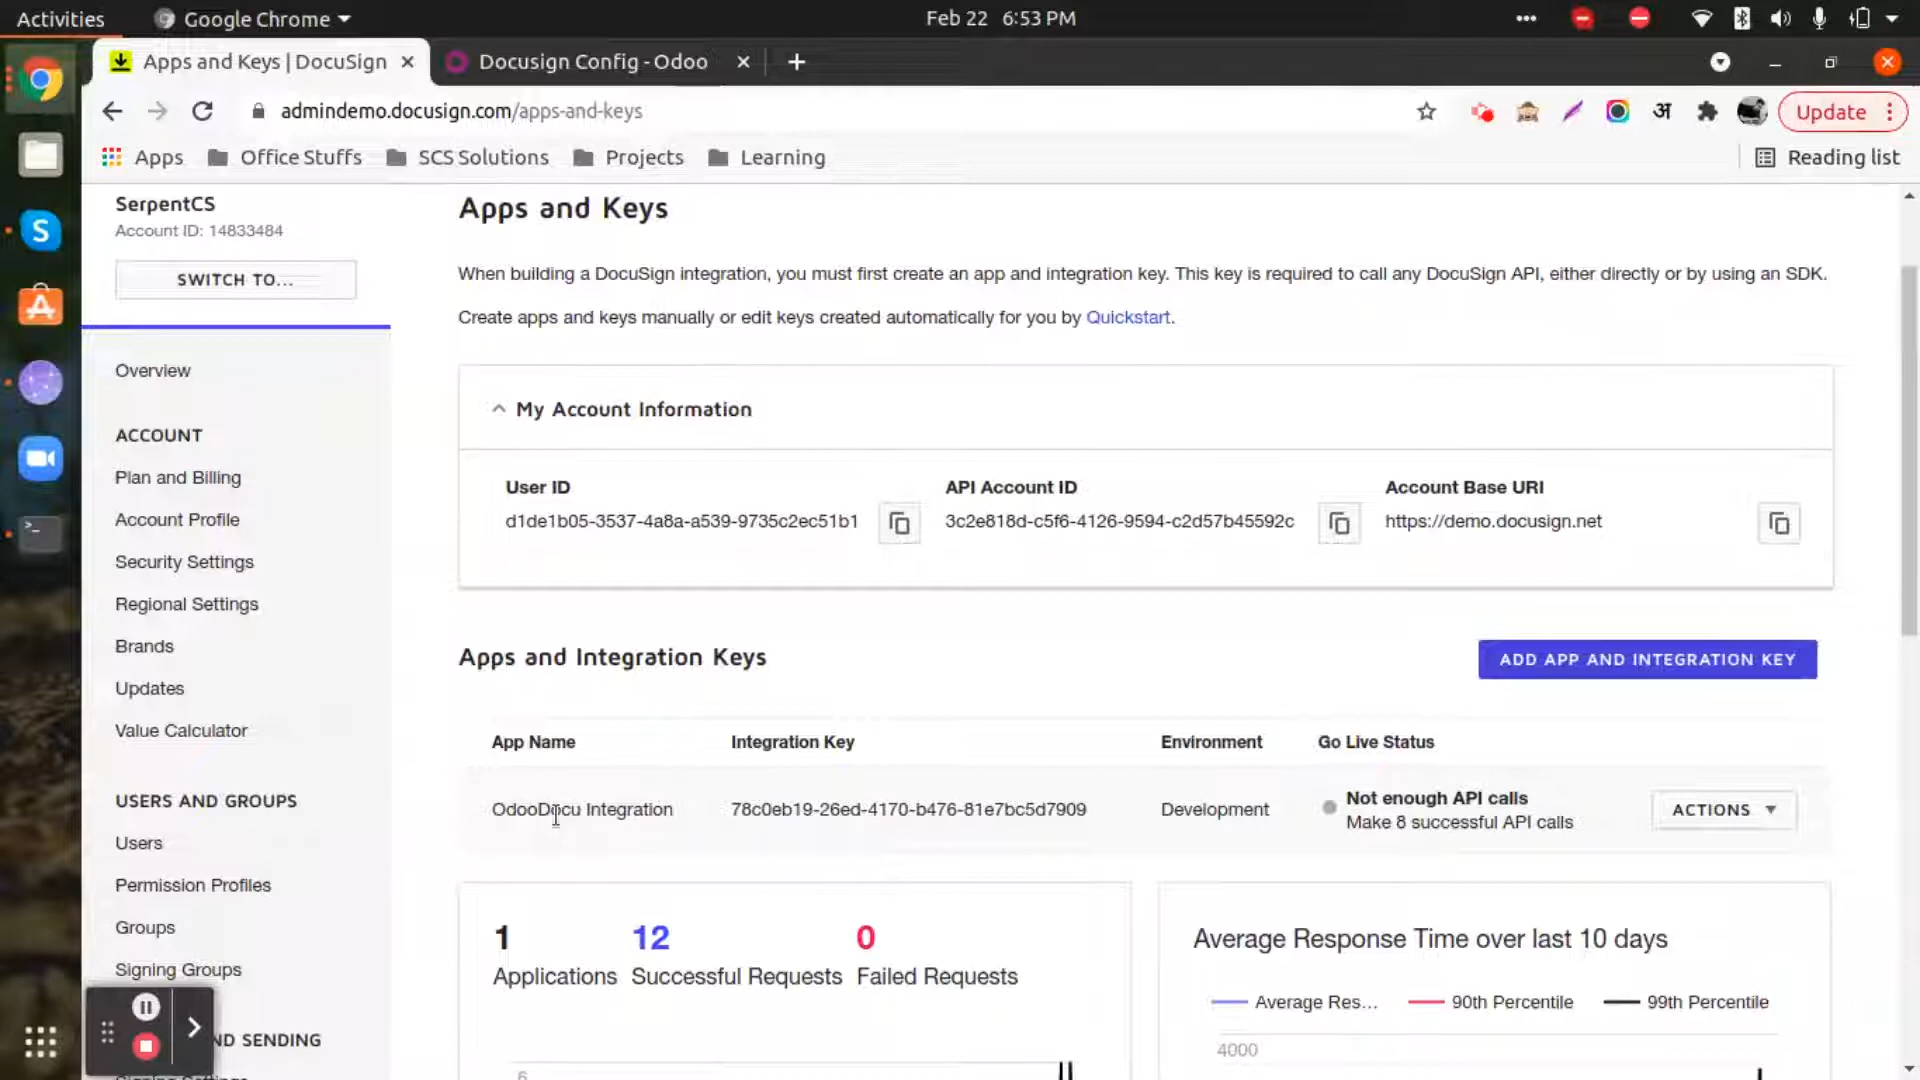 Activities
Google Chrome
Feb 22 6:53 PM
Apps and Keys | DocuSign
Docusign Config - Odoo
admindemo.docusign.com/apps-and-keys
अ
Update
Apps
Office Stuffs
SCS Solutions
Projects
Learning
Reading list
SerpentCS
Account ID: 14833484
SWITCH TO...
Overview
ACCOUNT
Plan and Billing
Account Profile
Security Settings
Regional Settings
Brands
Updates
Value Calculator
USERS AND GROUPS
Users
Permission Profiles
Groups
Signing Groups
ND SENDING
Apps and Keys
When building a DocuSign integration, you must first create an app and integration key. This key is required to call any DocuSign API, either directly or by using an SDK.
Create apps and keys manually or edit keys created automatically for you by Quickstart.
My Account Information
User ID
d1de1b05-3537-4a8a-a539-9735c2ec51b1
API Account ID
3c2e818d-c5f6-4126-9594-c2d57b45592c
Account Base URI
https://demo.docusign.net
Apps and Integration Keys
ADD APP AND INTEGRATION KEY
App Name Integration Key Environment Go Live Status
OdooDocu Integration 78c0eb19-26ed-4170-b476-81e7bc5d7909 Development Not enough API calls
Make 8 successful API calls
ACTIONS
1 12 0
Applications Successful Requests Failed Requests
6
Average Response Time over last 10 days
Average Res... 90th Percentile 99th Percentile
4000